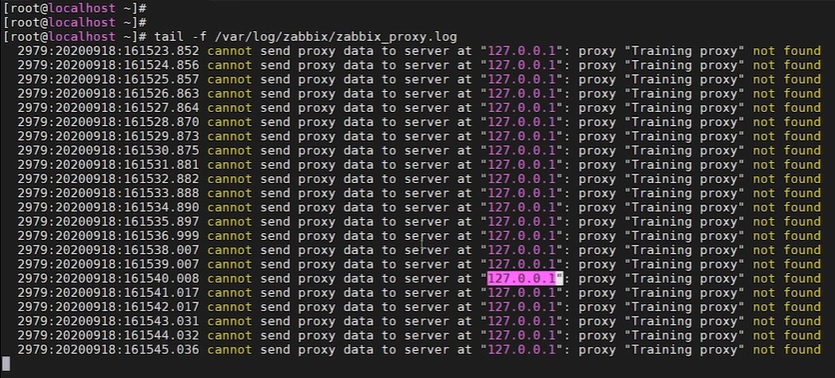 [root@localhost ~]#
[root@localhost ~]#
[root@localhost ~]# tail -f /var/log/zabbix/zabbix_proxy.log
2979:20200918:161523.852 cannot send proxy data to server at "127.0.0.1": proxy "Training proxy" not found
2979:20200918:161524.856 cannot send proxy data to server at "127.0.0.1": proxy "Training proxy" not found
2979:20200918:161525.857 cannot send proxy data to server at "127.0.0.1": proxy "Training proxy" not found
2979:20200918:161526.863 cannot send proxy data to server at "127.0.0.1": proxy "Training proxy" not found
2979:20200918:161527.864 cannot send proxy data to server at "127.0.0.1": proxy "Training proxy" not found
2979:20200918:161528.870 cannot send proxy data to server at "127.0.0.1": proxy "Training proxy" not found
2979:20200918:161529.873 cannot send proxy data to server at "127.0.0.1": proxy "Training proxy" not found
2979:20200918:161530.875 cannot send proxy data to server at "127.0.0.1": proxy "Training proxy" not found
2979:20200918:161531.881 cannot send proxy data to server at "127.0.0.1": proxy "Training proxy" not found
2979:20200918:161532.882 cannot send proxy data to server at "127.0.0.1": proxy "Training proxy" not found
2979:20200918:161533.888 cannot send proxy data to server at "127.0.0.1": proxy "Training proxy" not found
2979:20200918:161534.890 cannot send proxy data to server at "127.0.0.1": proxy "Training proxy" not found
2979:20200918:161535.897 cannot send proxy data to server at "127.0.0.1": proxy "Training proxy" not found
2979:20200918:161536.999 cannot send proxy data to server at "127.0.0.1": proxy "Training proxy" not found
2979:20200918:161538.007 cannot send proxy data to server at "127.0.0.1": proxy "Training proxy" not found
2979:20200918:161539.007 cannot send proxy data to server at "127.0.0.1": proxy "Training proxy" not found
2979:20200918:161540.008 cannot send proxy data to server at "127.0.0.1": proxy "Training proxy" not found
2979:20200918:161541.017 cannot send proxy data to server at "127.0.0.1": proxy "Training proxy" not found
2979:20200918:161542.017 cannot send proxy data to server at "127.0.0.1": proxy "Training proxy" not found
2979:20200918:161543.031 cannot send proxy data to server at "127.0.0.1": proxy "Training proxy" not found
2979:20200918:161544.032 cannot send proxy data to server at "127.0.0.1": proxy "Training proxy" not found
2979:20200918:161545.036 cannot send proxy data to server at "127.0.0.1": proxy "Training proxy" not found